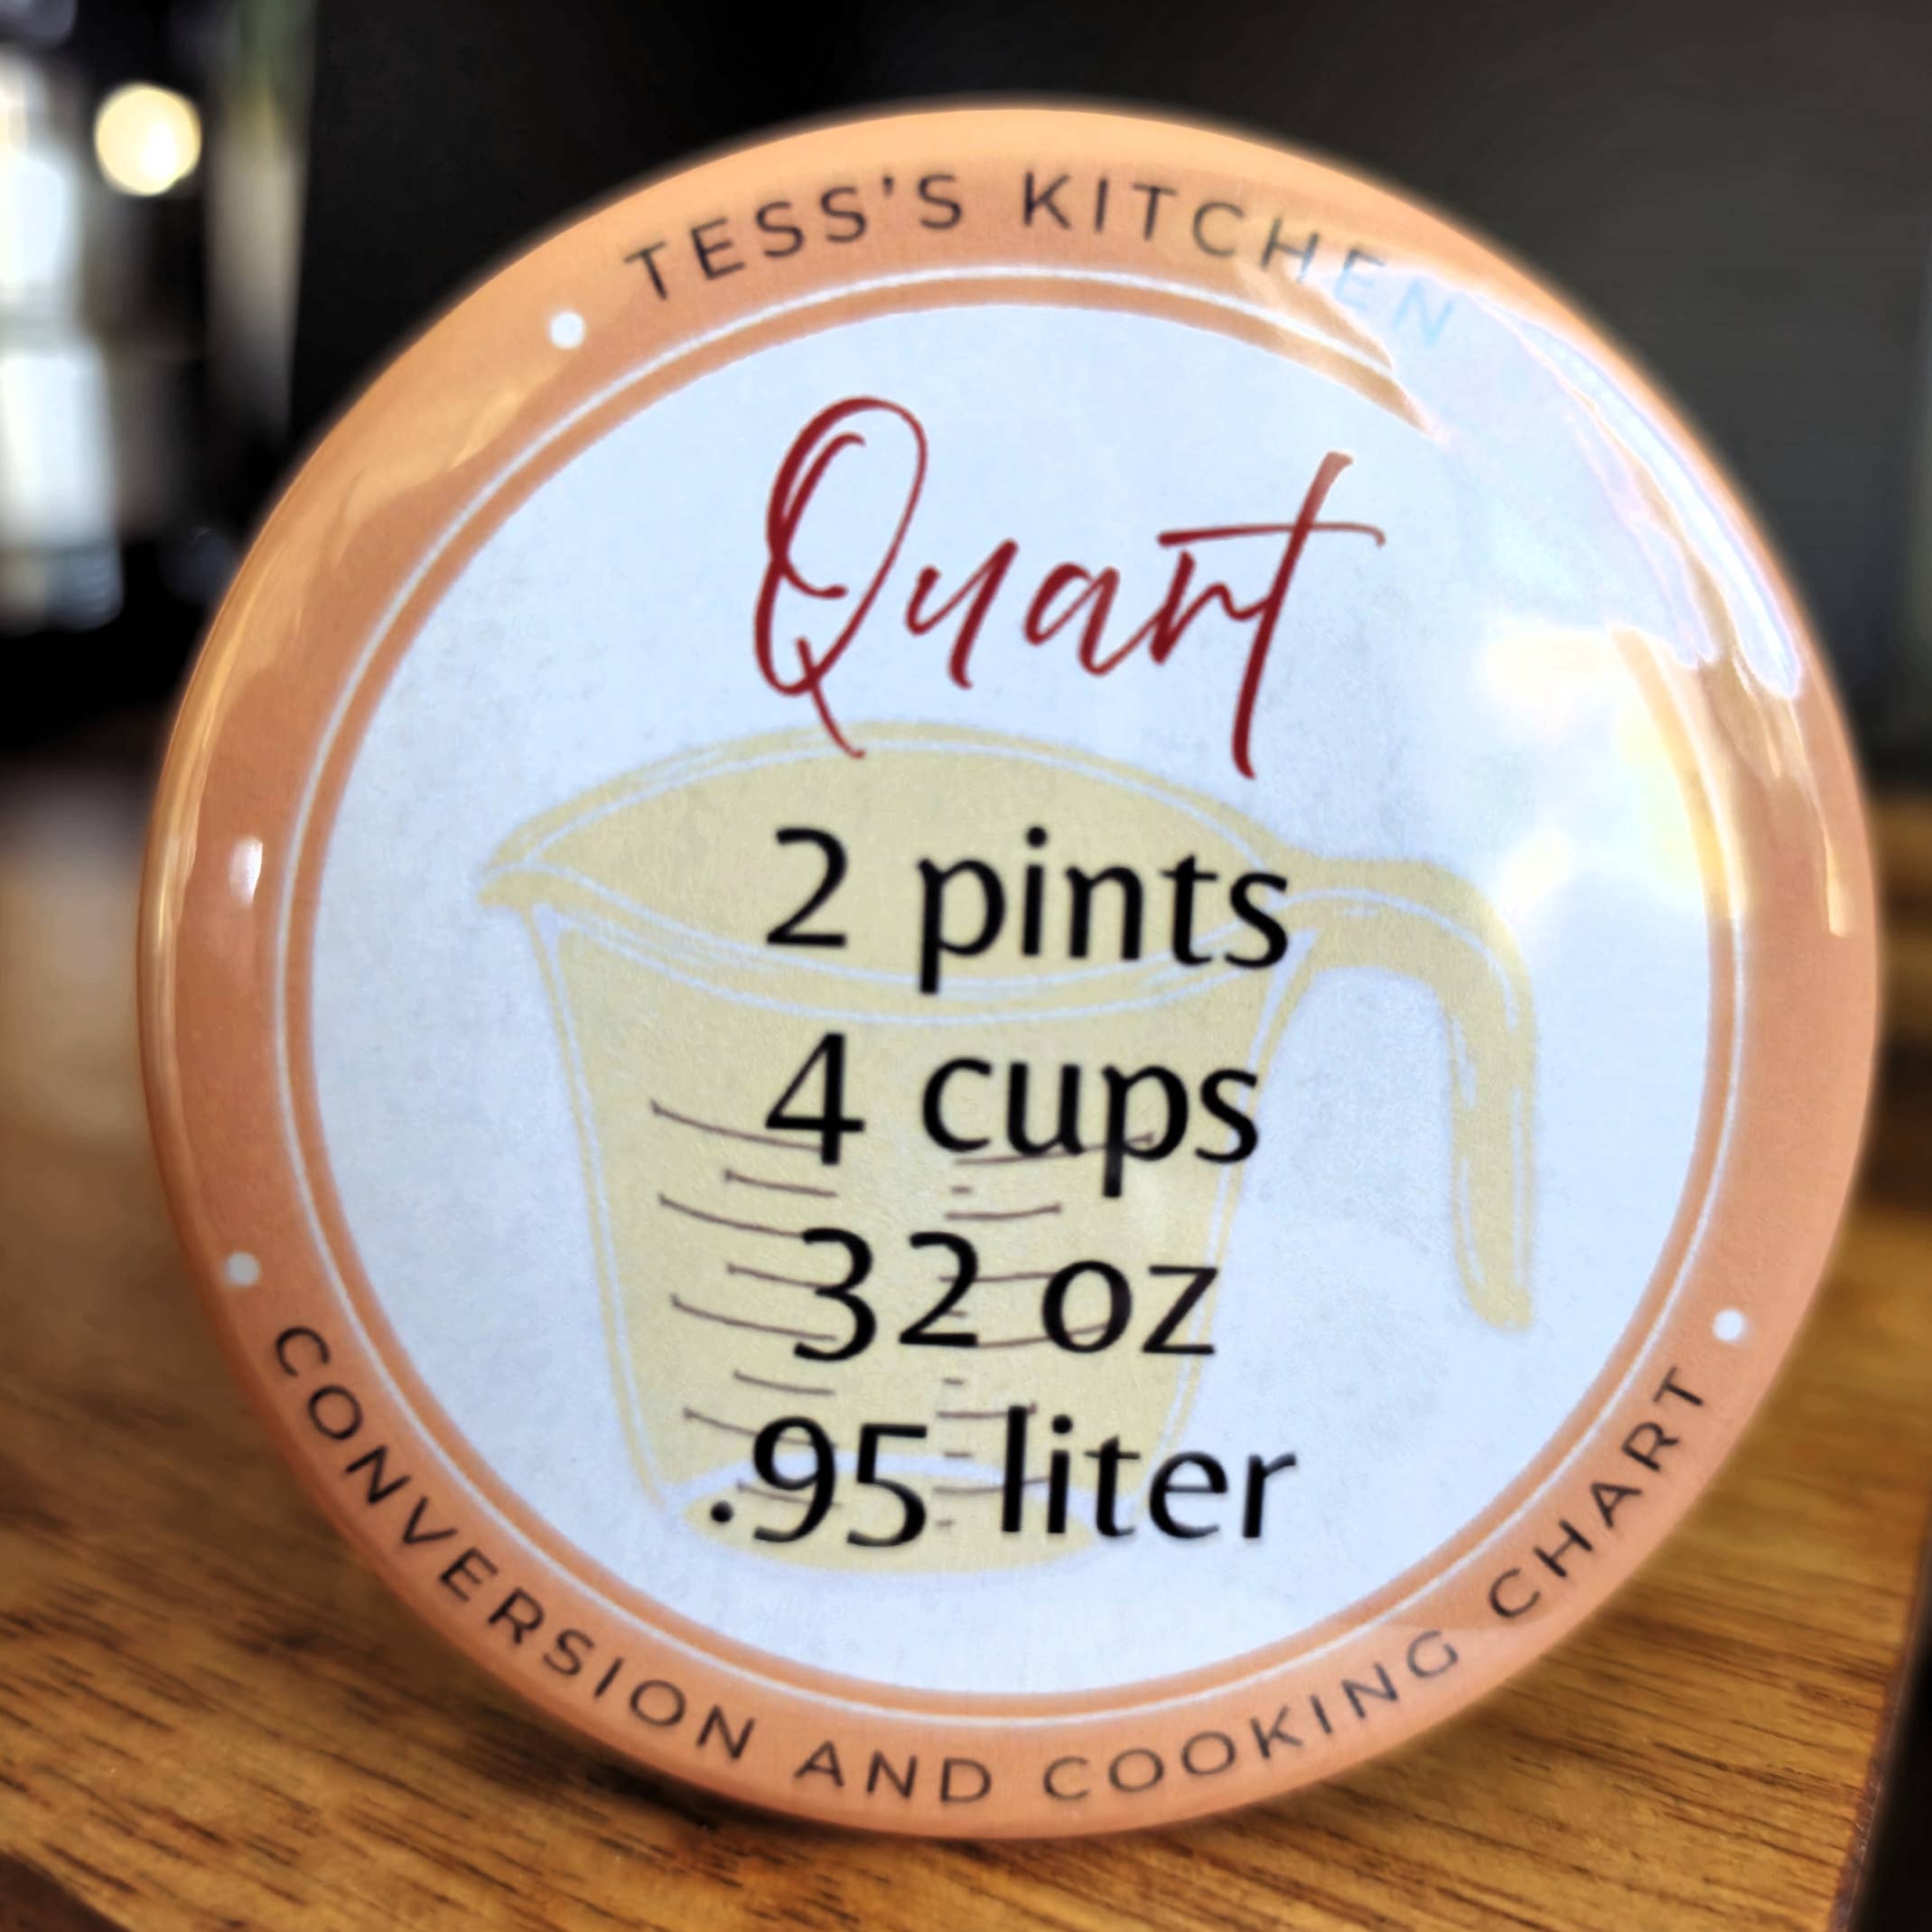 TESS'S KITCHEN
Quart
2 pints
4 cups
32 oz
.95 liter
CONVERSION AND COOKING CHART